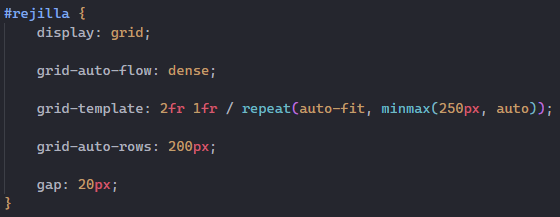 #rejilla {
display: grid;
grid-auto-flow: dense;
grid-template: 2fr 1fr / repeat(auto-fit, minmax(250px, auto));
grid-auto-rows: 200px;
gap: 20px;
}